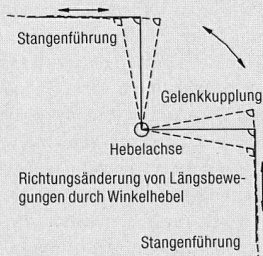 Stangenführung
Gelenkkupplung
Hebelachse
Richtungsänderung von Längsbewe-
gungen durch Winkelhebel
Stangenführung